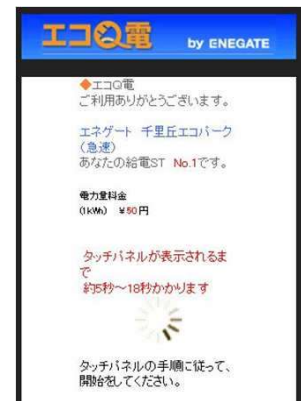 エコQ電 by ENEGATE
◆エコQ電
ご利用ありがとうございます。
エネゲート 千里丘エコパーク
(急速)
あなたの給電ST No.1です。
電力量料金
(1kWh) ¥50円
タッチパネルが表示されるま
で
約5秒～18秒かかります
タッチパネルの手順に従って、
開始をしてください。